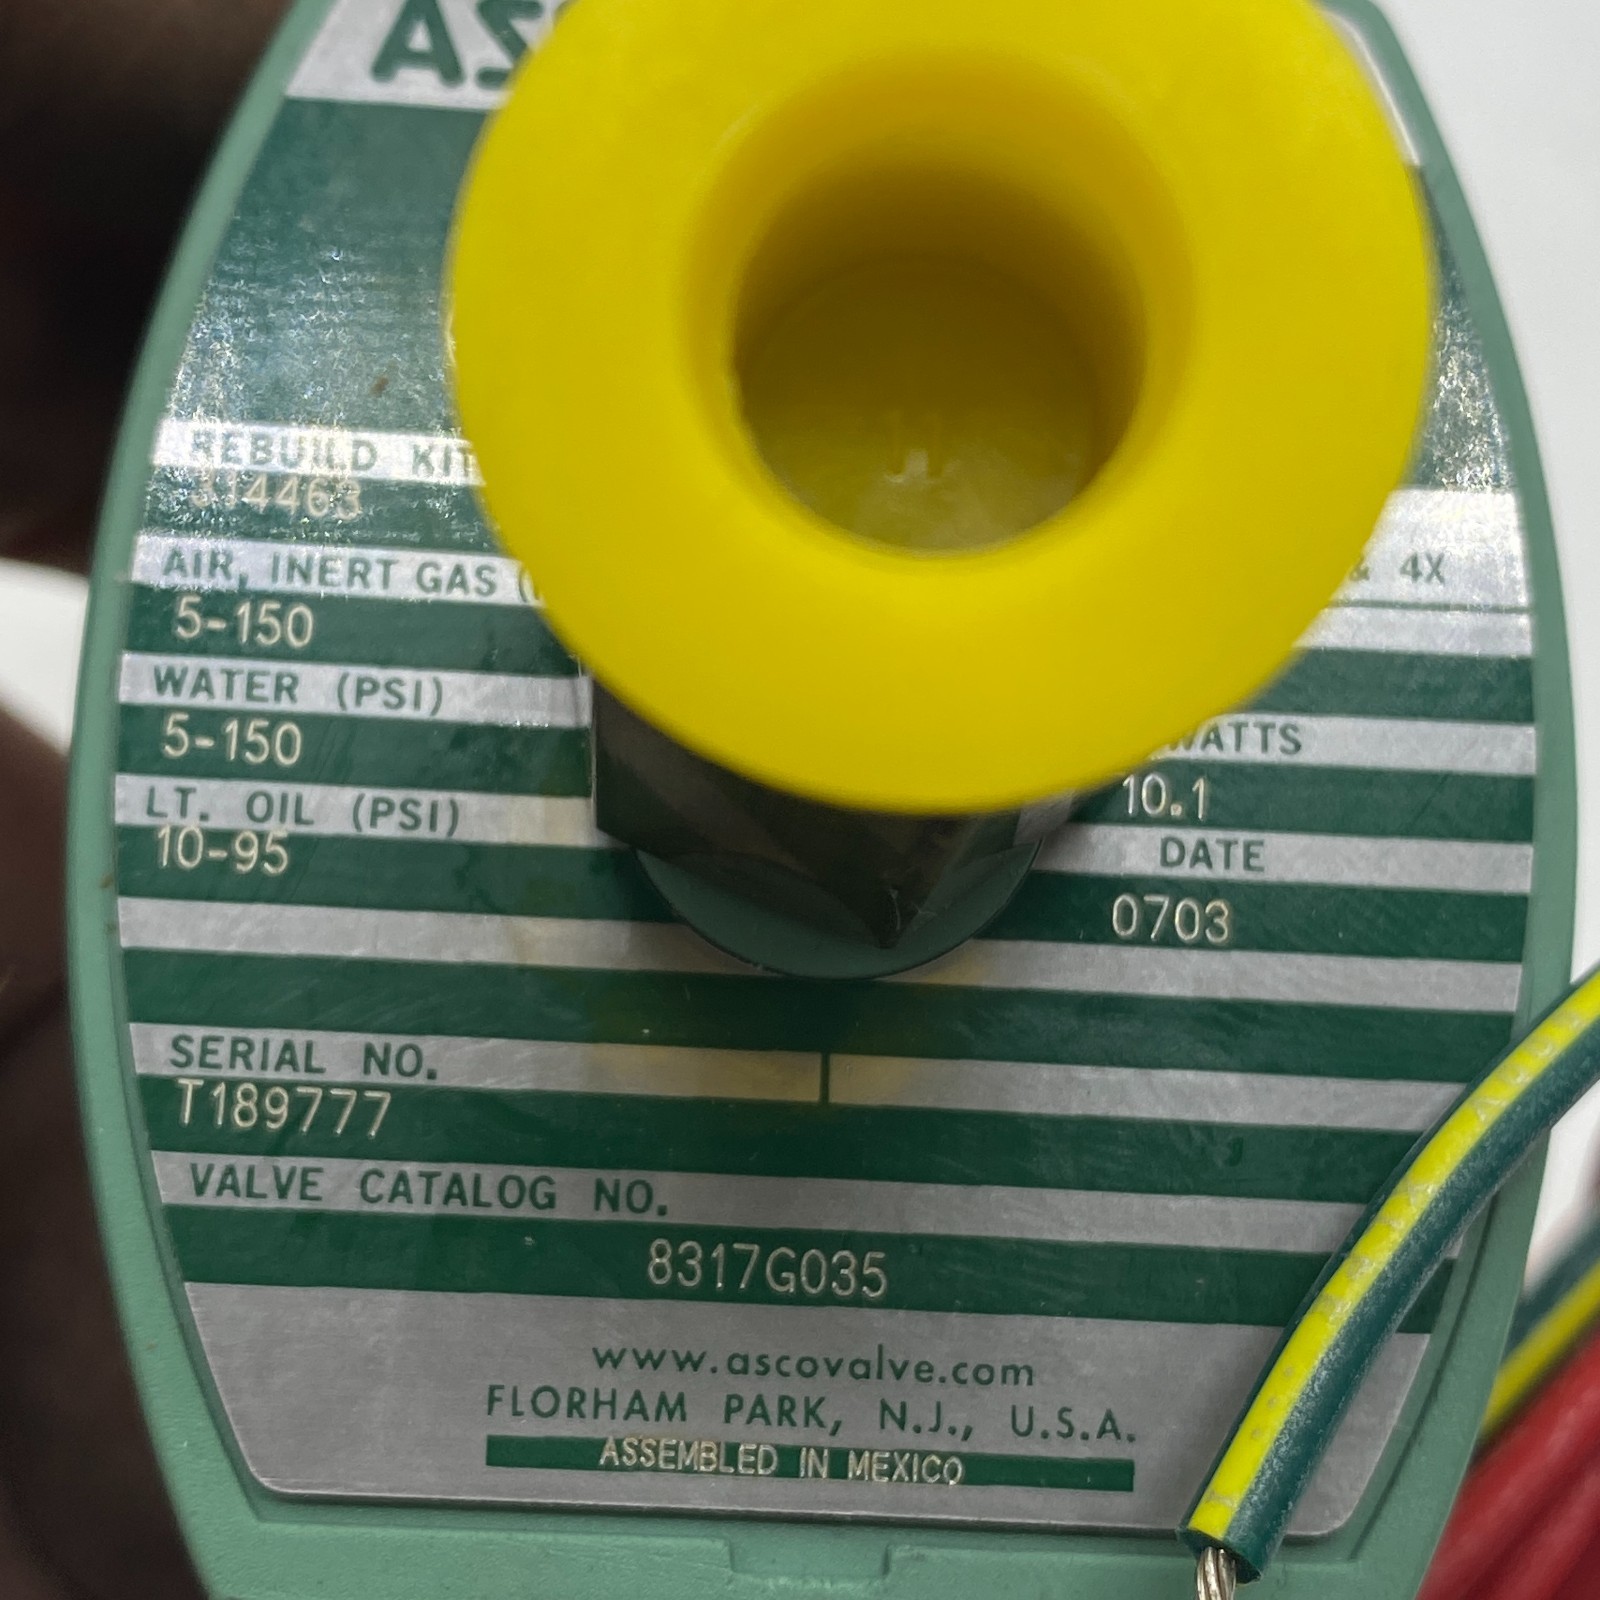 REBUILD KIT
314463
AIR, INERT GAS (
& 4X
5-150
WATER (PSI)
5-150
WATTS
10.1
LT. OIL (PSI)
10-95
DATE
0703
SERIAL NO.
T189777
VALVE CATALOG NO.
8317G035
www.ascovalve.com
FLORHAM PARK, N.J., U.S.A.
ASSEMBLED IN MEXICO